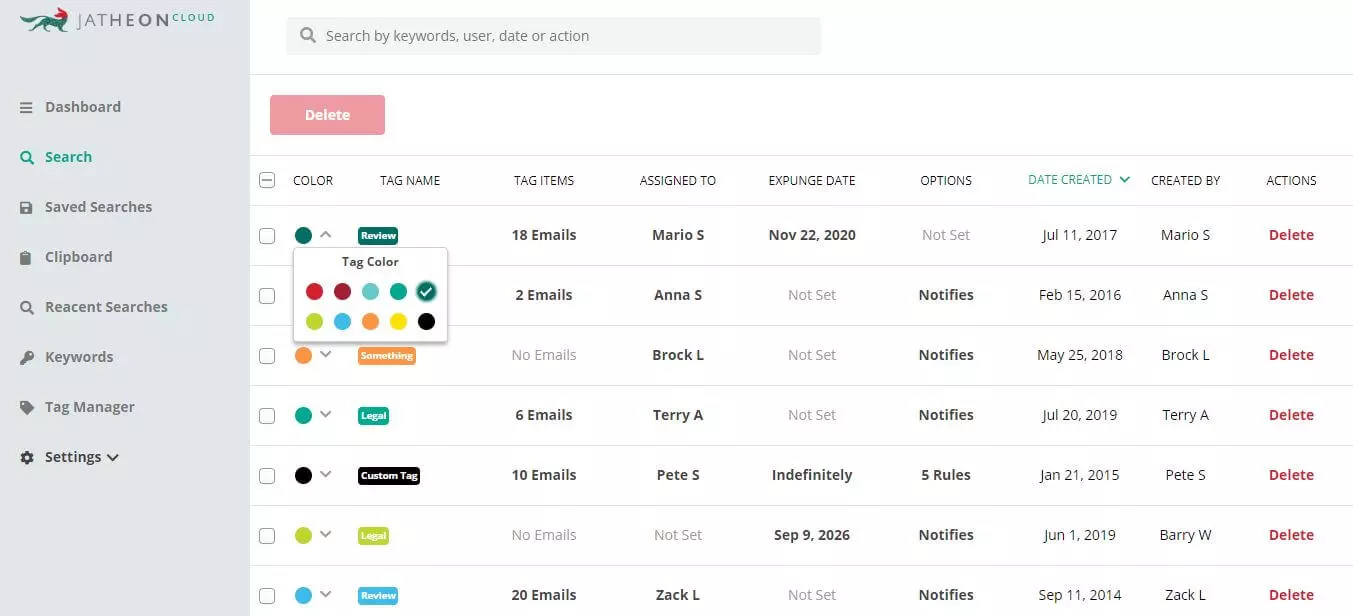 JATHEON CLOUD
Dashboard
Search
Saved Searches
Clipboard
Reacent Searches
Keywords
Tag Manager
Settings
Search by keywords, user, date or action
Delete
COLOR TAG NAME TAG ITEMS ASSIGNED TO EXPUNGE DATE OPTIONS DATE CREATED CREATED BY ACTIONS
Review 18 Emails Mario S Nov 22, 2020 Not Set Jul 11, 2017 Mario S Delete
Tag Color
2 Emails Anna S Not Set Notifies Feb 15, 2016 Anna S Delete
Something No Emails Brock L Not Set Notifies May 25, 2018 Brock L Delete
Legal 6 Emails Terry A Not Set Notifies Jul 20, 2019 Terry A Delete
Custom Tag 10 Emails Pete S Indefinitely 5 Rules Jan 21, 2015 Pete S Delete
Legal No Emails Not Set Sep 9, 2026 Notifies Jun 1, 2019 Barry W Delete
Review 20 Emails Zack L Not Set Notifies Sep 11, 2014 Zack L Delete